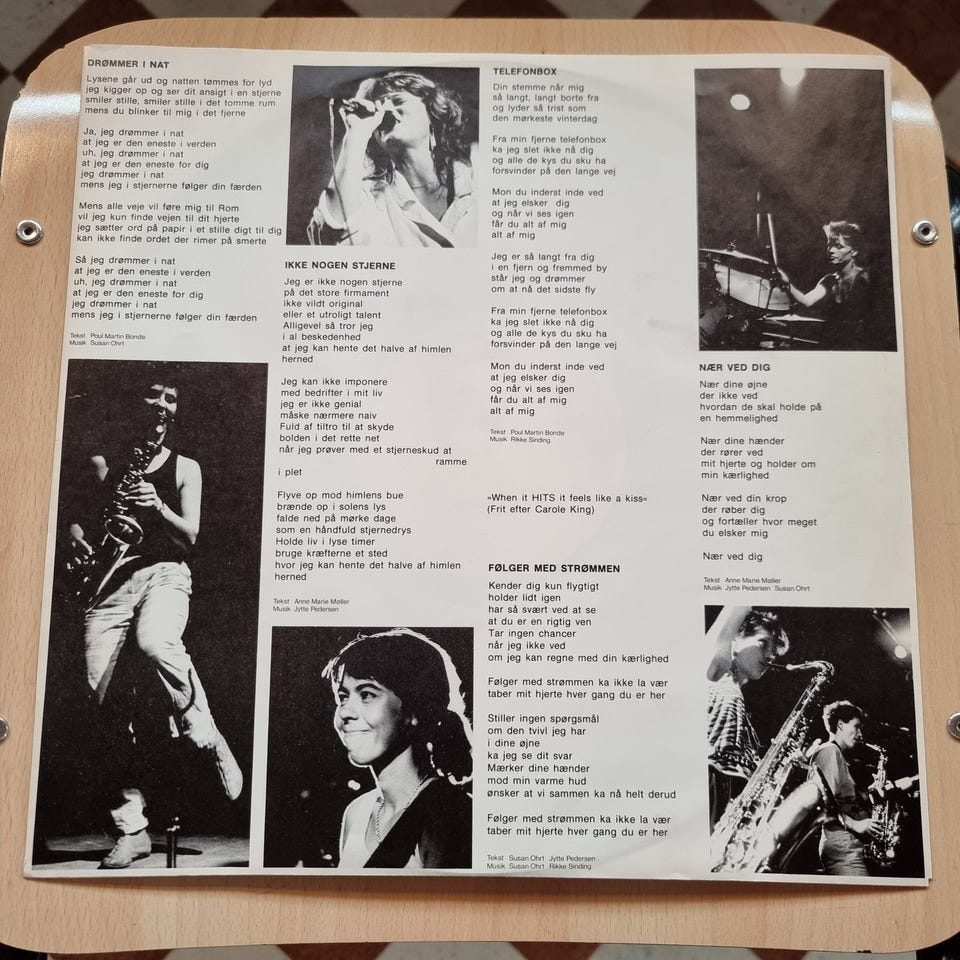 DRØMMER I NAT
Lysene går ud og natten tømmes for lyd
jeg kigger op og ser dit ansigt i en stjerne
smiler stille, smiler stille i det tomme rum
mens du blinker til mig i det fjerne
Ja, jeg drømmer i nat
at jeg er den eneste i verden
uh, jeg drømmer i nat
at jeg er den eneste for dig
jeg drømmer i nat
mens jeg i stjernerne følger din færden
Mens alle veje vil føre mig til Rom
vil jeg kun finde vejen til dit hjerte
jeg sætter ord på papir i et stille digt til dig
kan ikke finde ordet der rimer på smerte
Så jeg drømmer i nat
at jeg er den eneste i verden
uh, jeg drømmer i nat
at jeg er den eneste for dig
jeg drømmer i nat
mens jeg i stjernerne følger din færden
Tekst Poul Martin Bonde
Musik Susan Ohrt
IKKE NOGEN STJERNE
Jeg er ikke nogen stjerne
på det store firmament
ikke vildt original
eller et utroligt talent
Alligevel så tror jeg
i al beskedenhed
at jeg kan hente det halve af himlen
herned
Jeg kan ikke imponere
med bedrifter i mit liv
jeg er ikke genial
måske nærmere naiv
Fuld af tiltro til at skyde
bolden i det rette net
når jeg prøver med et stjerneskud at
ramme
i plet
Flyve op mod himlens bue
brænde op i solens lys
falde ned på mørke dage
som en håndfuld stjernedrys
Holde liv i lyse timer
bruge kræfterne et sted
hvor jeg kan hente det halve af himlen
herned
Tekst Anne Marie Møller
Musik Jytte Pedersen
TELEFONBOX
Din stemme når mig
så langt, langt borte fra
og lyder så trist som
den mørkeste vinterdag
Fra min fjerne telefonbox
ka jeg slet ikke nå dig
og alle de kys du sku ha
forsvinder på den lange vej
Mon du inderst inde ved
at jeg elsker dig
og når vi ses igen
får du alt af mig
alt af mig
Jeg er så langt fra dig
i en fjern og fremmed by
står jeg og drømmer
om at nå det sidste fly
Fra min fjerne telefonbox
ka jeg slet ikke nå dig
og alle de kys du sku ha
forsvinder på den lange vej
Mon du inderst inde ved
at jeg elsker dig
og når vi ses igen
får du alt af mig
alt af mig
Tekst Poul Martin Bonde
Musik Rikke Sinding
»When it HITS it feels like a kiss«
(Frit efter Carole King)
FØLGER MED STRØMMEN
Kender dig kun flygtigt
holder lidt igen
har så svært ved at se
at du er en rigtig ven
Tar ingen chancer
når jeg ikke ved
om jeg kan regne med din kærlighed
Følger med strømmen ka ikke la vær
taber mit hjerte hver gang du er her
Stiller ingen spørgsmål
om den tvivl jeg har
i dine øjne
ka jeg se dit svar
Mærker dine hænder
mod min varme hud
ønsker at vi sammen ka nå helt derud
Følger med strømmen ka ikke la vær
taber mit hjerte hver gang du er her
Tekst Susan Ohrt Jytte Pedersen
Musik Susan Ohrt Rikke Sinding
NÆR VED DIG
Nær dine øjne
der ikke ved
hvordan de skal holde på
en hemmelighed
Nær dine hænder
der rører ved
mit hjerte og holder om
min kærlighed
Nær ved din krop
der røber dig
og fortæller hvor meget
du elsker mig
Nær ved dig
Tekst Anne Marie Møller
Musik Jytte Pedersen Susan Ohrt